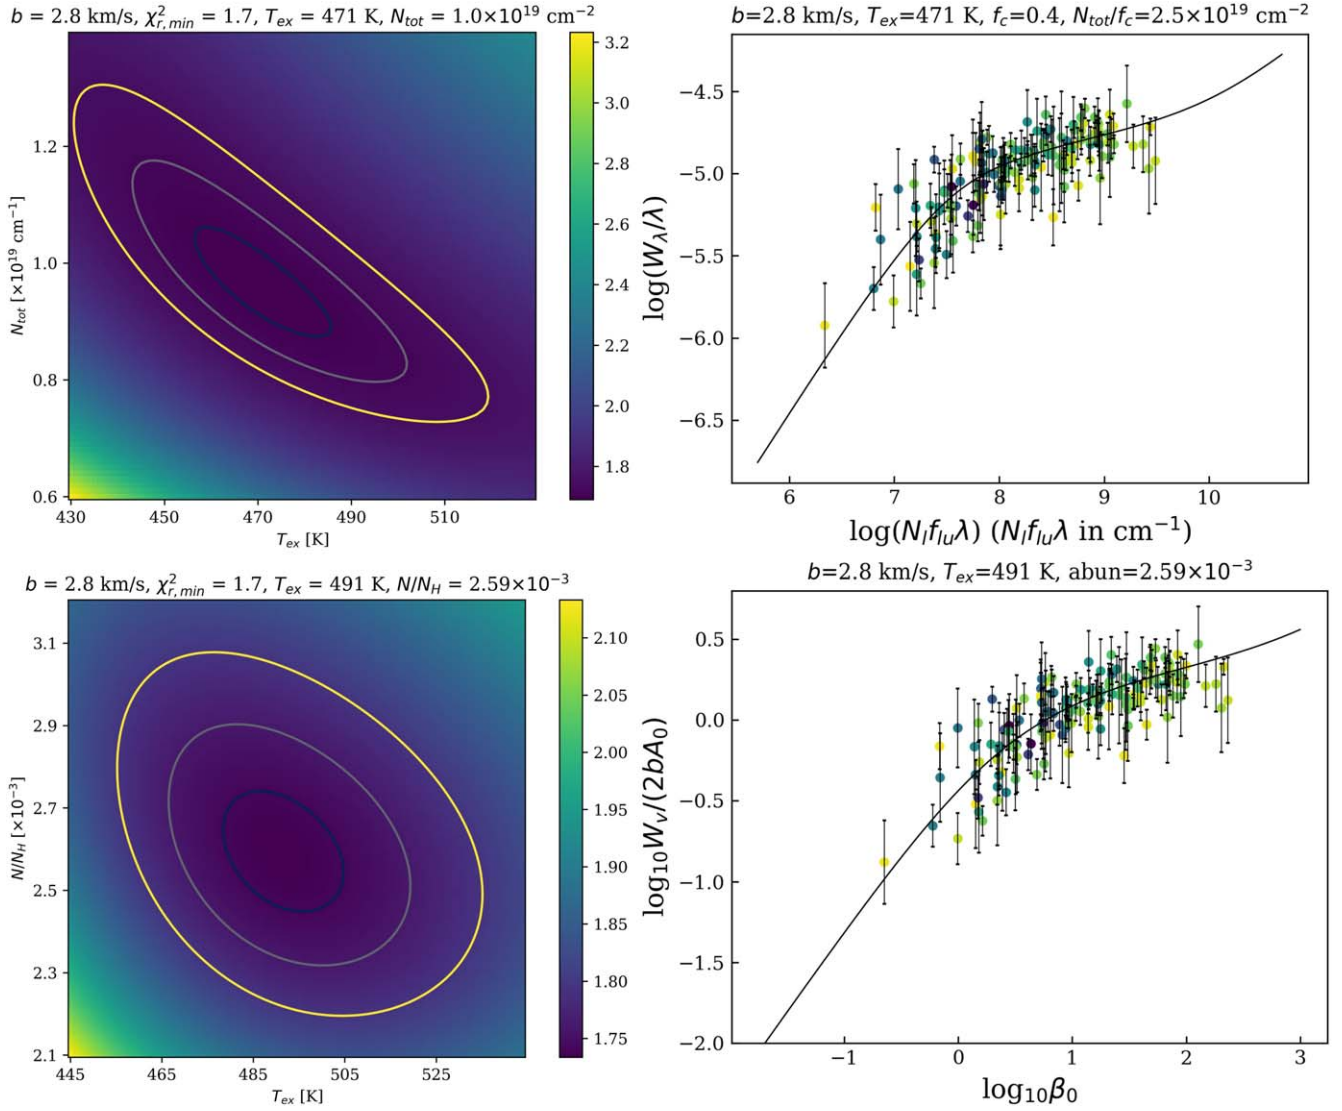 b=2.8 km/s, χ²r,min = 1.7, Tex = 471 K, Ntot = 1.0×10¹⁹ cm⁻²
1.2
1.0
0.8
0.6
Ntot [×10¹⁹ cm⁻¹]
430 450 470 490 510
Tex [K]
3.2
3.0
2.8
2.6
2.4
2.2
2.0
1.8
b=2.8 km/s, Tex=471 K, fc=0.4, Ntot/fc=2.5×10¹⁹ cm⁻²
−4.5
−5.0
−5.5
−6.0
−6.5
log(Wλ/λ)
6 7 8 9 10
log(Nlfluλ) (Nlfluλ in cm⁻¹)
b = 2.8 km/s, χ²r,min = 1.7, Tex = 491 K, N/NH = 2.59×10⁻³
3.1
2.9
2.7
2.5
2.3
2.1
N/NH [×10⁻³]
445 465 485 505 525
Tex [K]
2.10
2.05
2.00
1.95
1.90
1.85
1.80
1.75
b=2.8 km/s, Tex=491 K, abun=2.59×10⁻³
0.5
0.0
−0.5
−1.0
−1.5
−2.0
log₁₀Wν/(2bA₀)
−1 0 1 2 3
log₁₀β₀